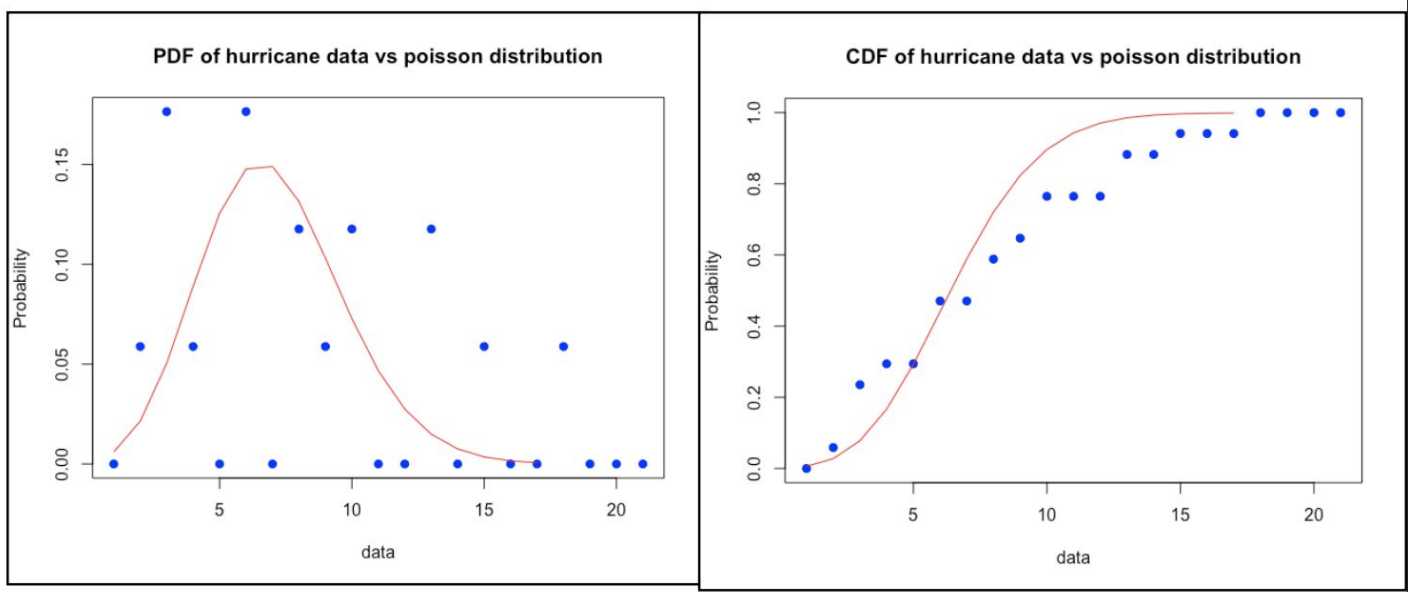 PDF of hurricane data vs poisson distribution
Probability
0.15
0.10
0.05
0.00
5 10 15 20
data
CDF of hurricane data vs poisson distribution
Probability
1.0
0.8
0.6
0.4
0.2
0.0
5 10 15 20
data